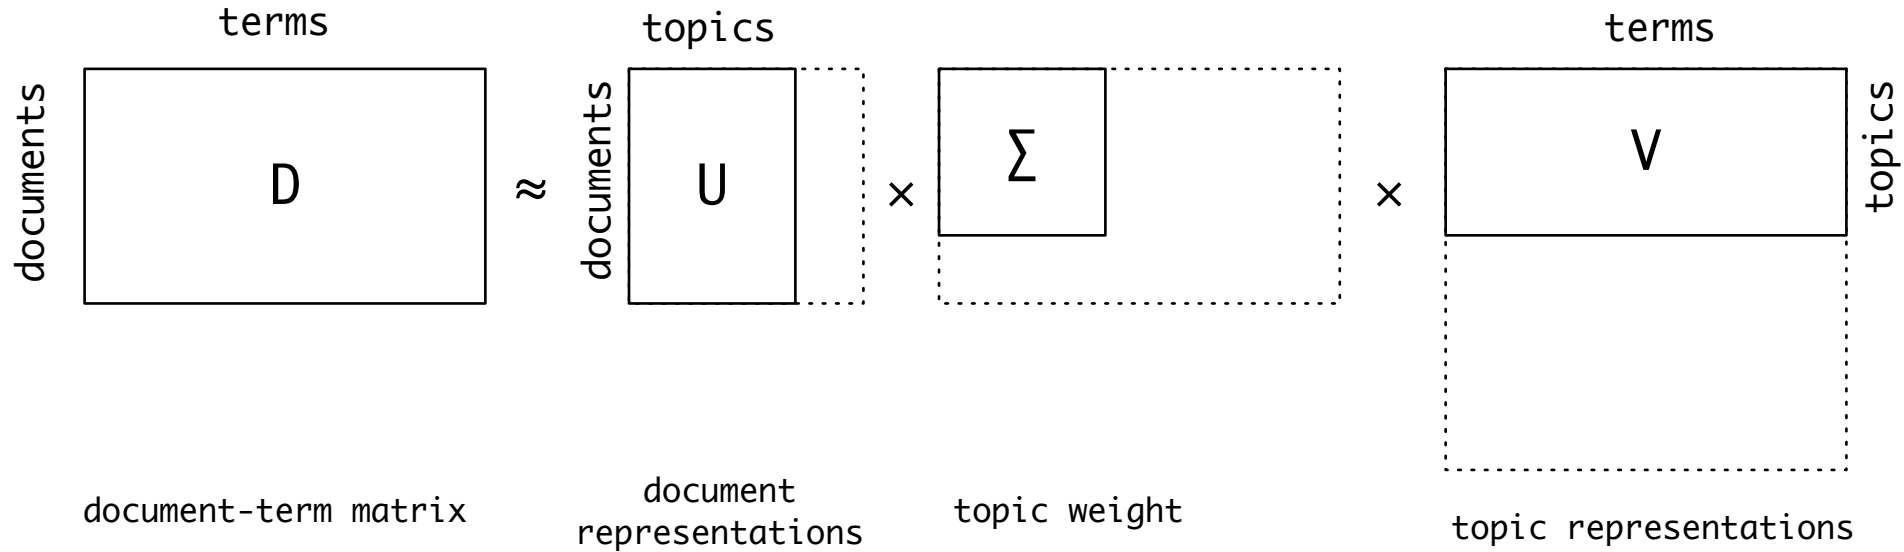 terms
topics
terms
documents
D
≈
documents
U
×
Σ
×
V
topics
document-term matrix
document
representations
topic weight
topic representations